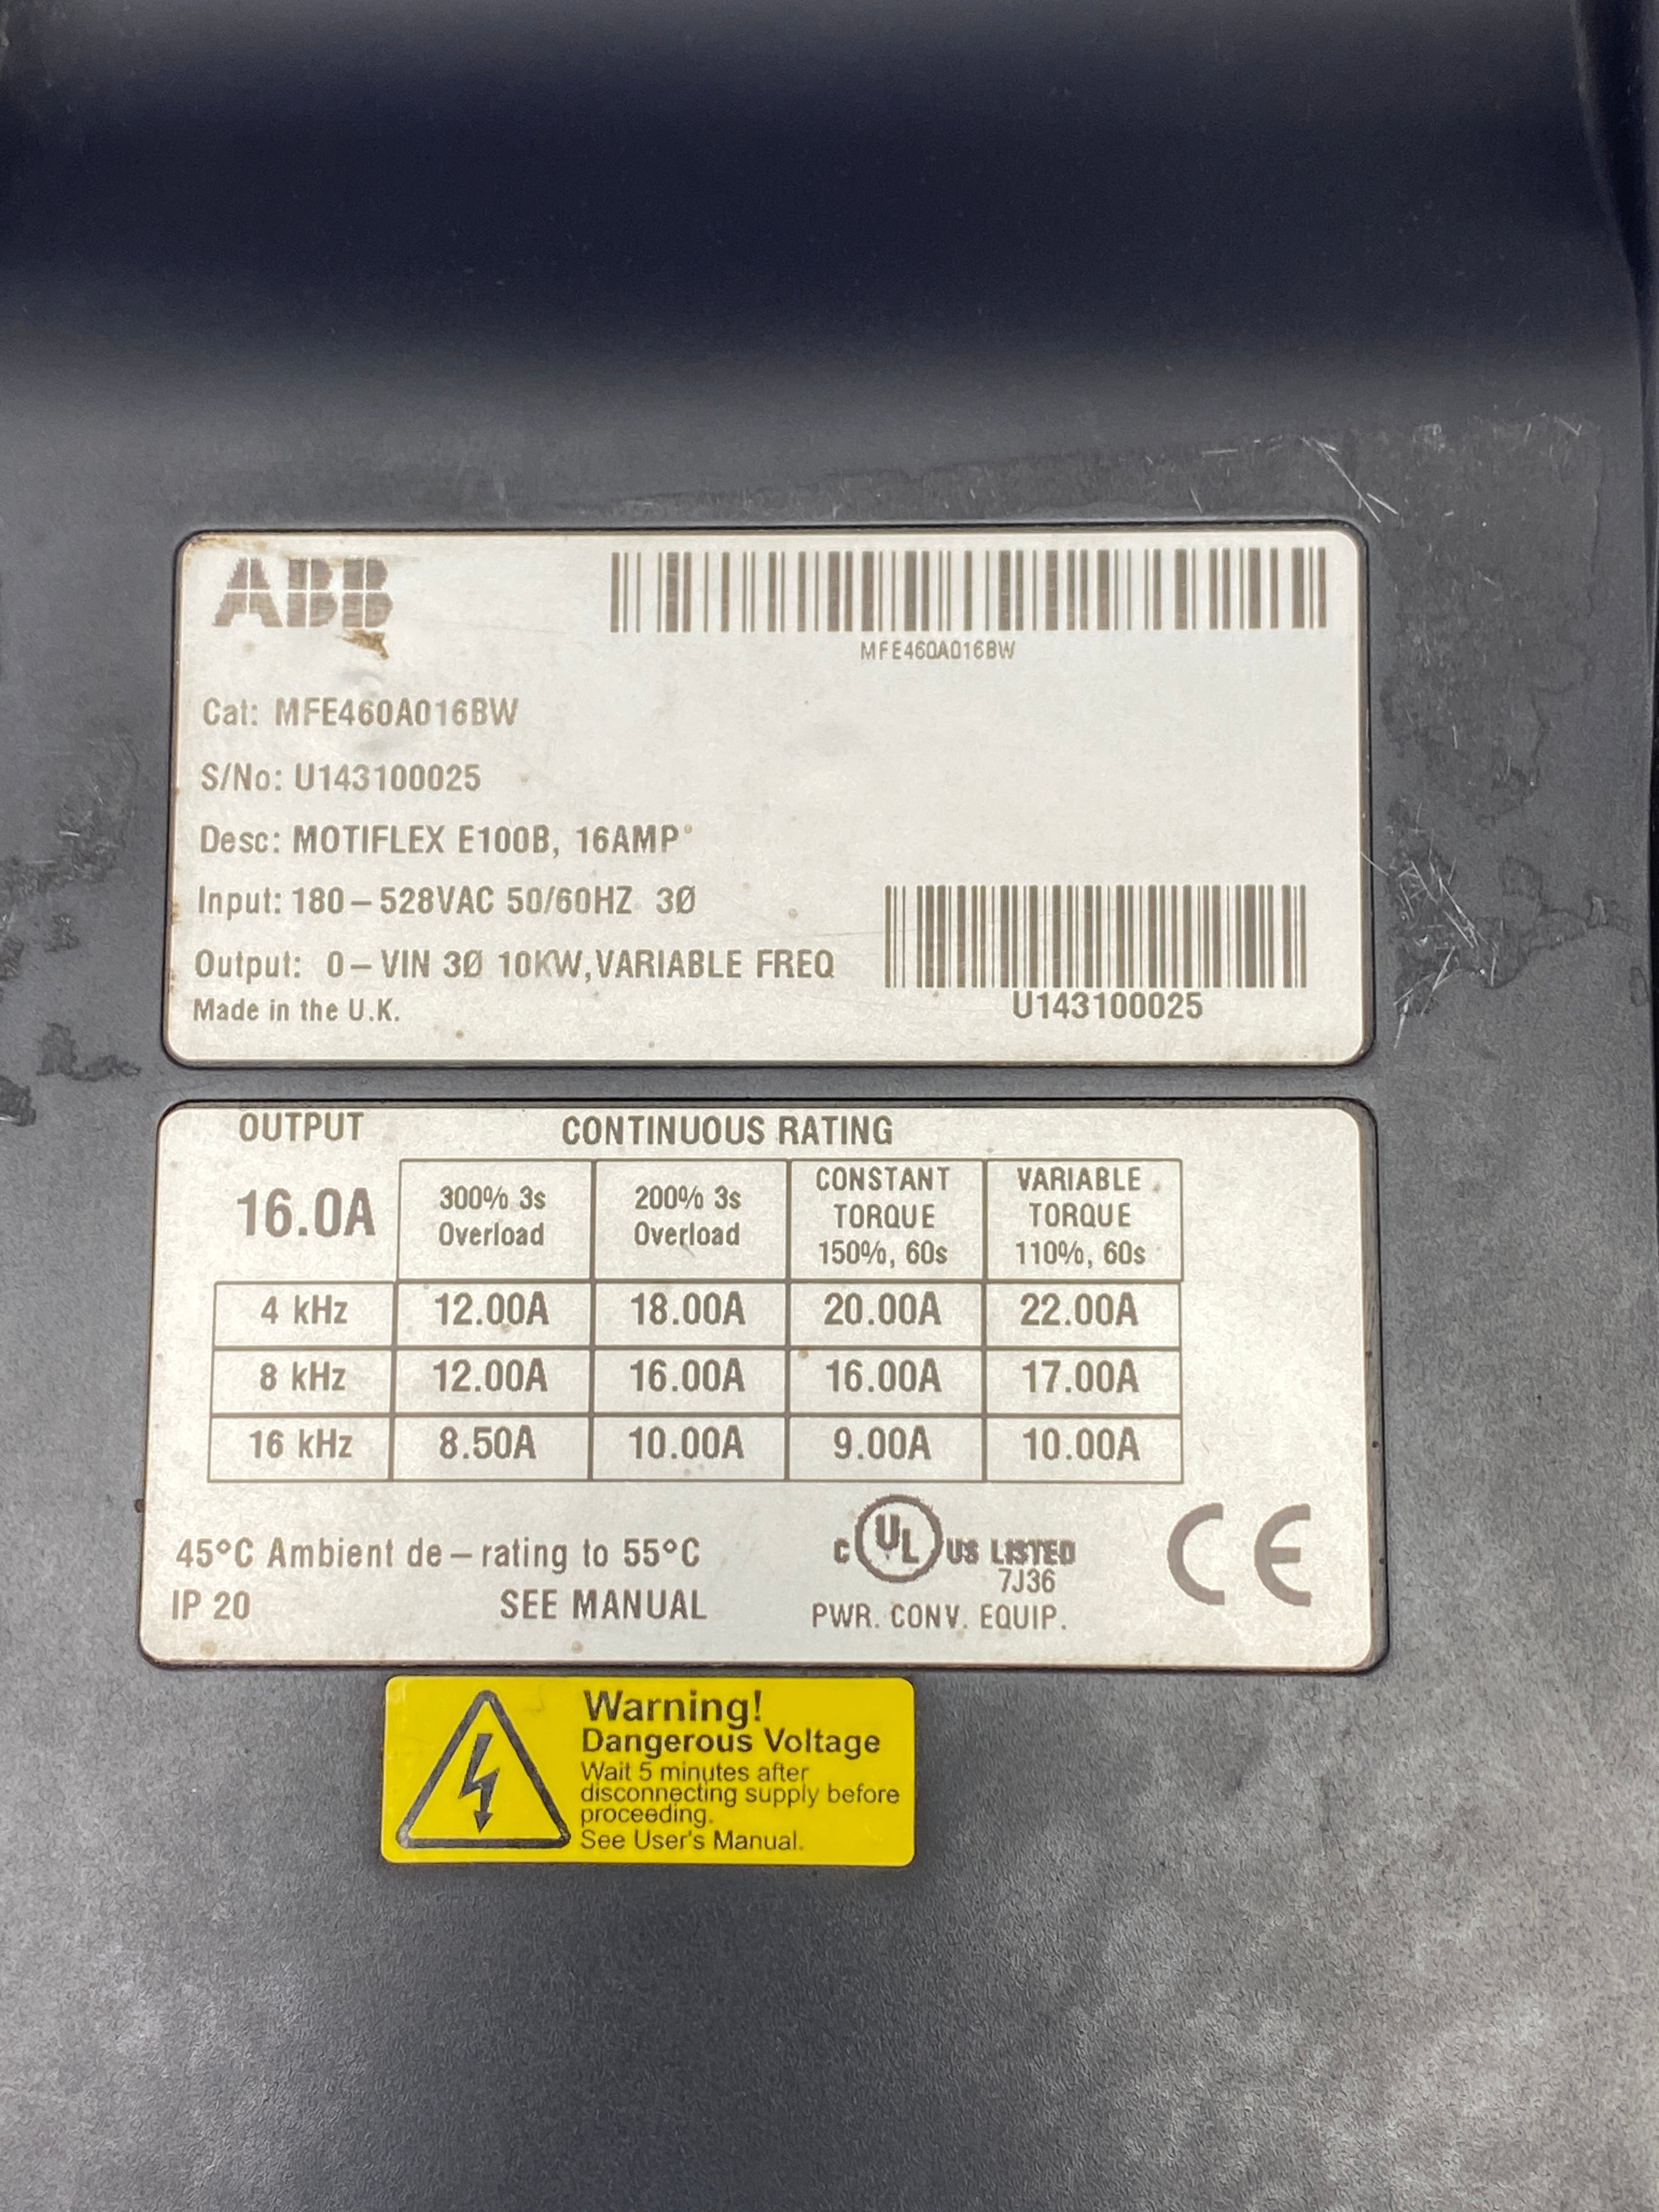 ABB
MFE460A016BW
Cat: MFE460A016BW
S/No: U143100025
Desc: MOTIFLEX E100B, 16AMP
Input: 180–528VAC 50/60HZ 3Ø
Output: 0–VIN 3Ø 10KW,VARIABLE FREQ
Made in the U.K.
U143100025
OUTPUT CONTINUOUS RATING
16.0A
300% 3s
Overload
200% 3s
Overload
CONSTANT
TORQUE
150%, 60s
VARIABLE
TORQUE
110%, 60s
4 kHz 12.00A 18.00A 20.00A 22.00A
8 kHz 12.00A 16.00A 16.00A 17.00A
16 kHz 8.50A 10.00A 9.00A 10.00A
45°C Ambient de–rating to 55°C
IP 20 SEE MANUAL
C UL US LISTED
7J36
PWR. CONV. EQUIP.
CE
Warning!
Dangerous Voltage
Wait 5 minutes after
disconnecting supply before
proceeding.
See User's Manual.